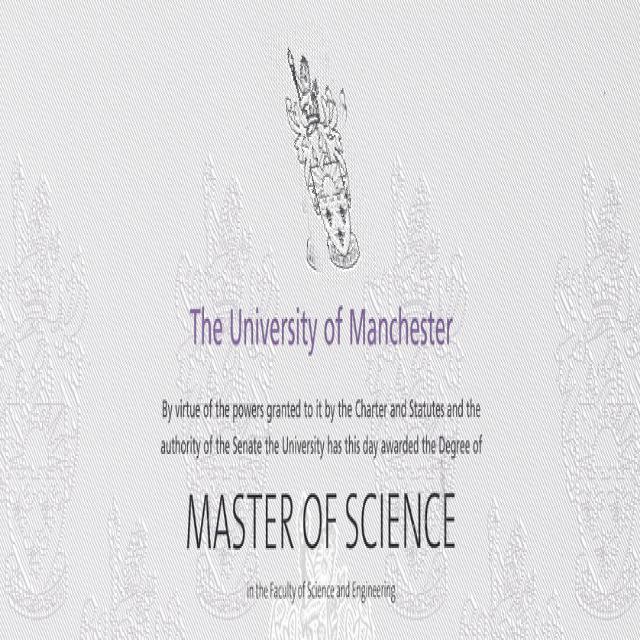 The University of Manchester
By virtue of the powers granted to it by the Charter and Statutes and the
authority of the Senate the University has this day awarded the Degree of
MASTER OF SCIENCE
in the Faculty of Science and Engineering